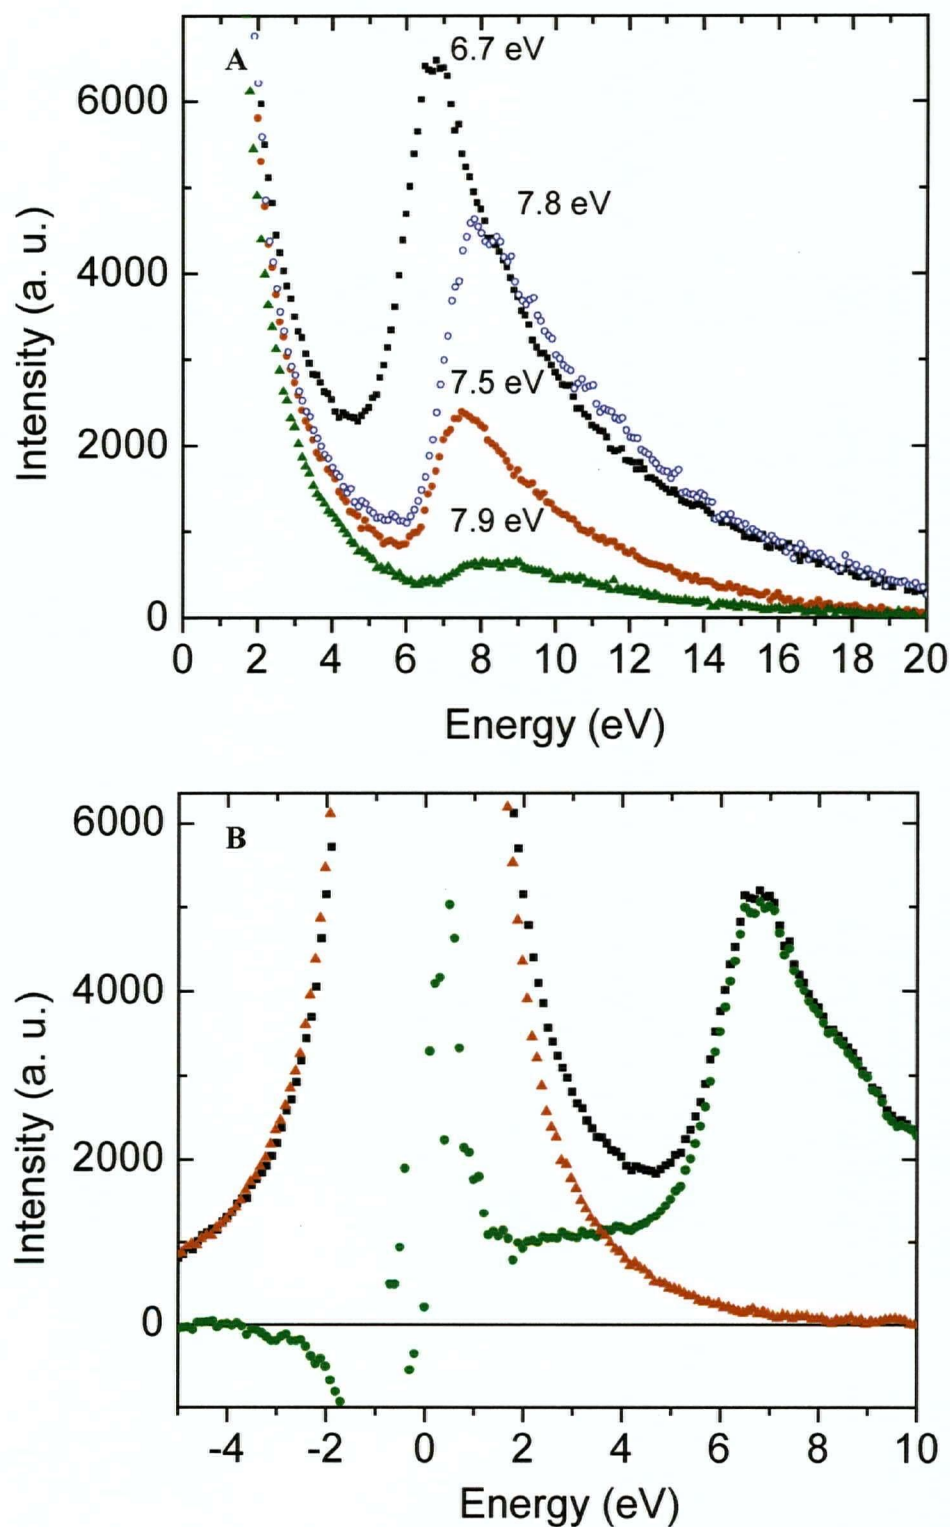 A
6.7 eV
7.8 eV
7.5 eV
7.9 eV
Intensity (a. u.)
6000
4000
2000
0
0 2 4 6 8 10 12 14 16 18 20
Energy (eV)
B
Intensity (a. u.)
6000
4000
2000
0
-4 -2 0 2 4 6 8 10
Energy (eV)